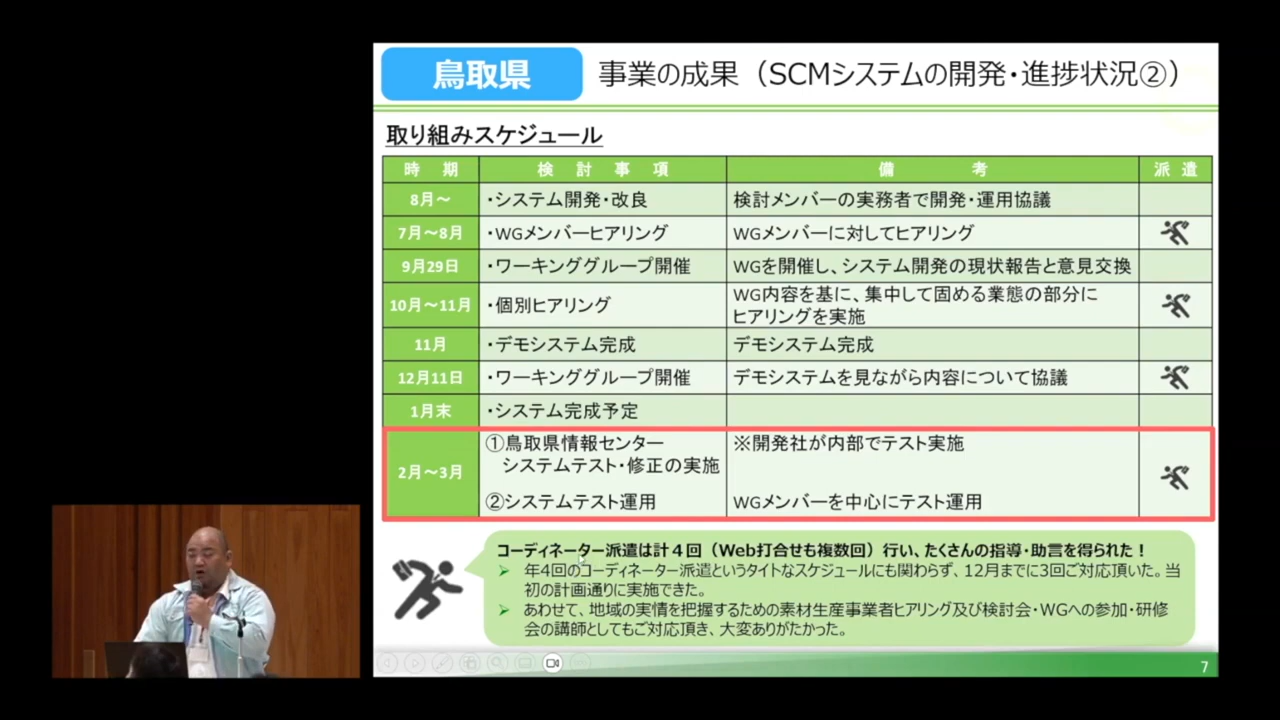 鳥取県 事業の成果（SCMシステムの開発・進捗状況②）
取り組みスケジュール
時 期 検 討 事 項 備 考 派 遣
8月～ ・システム開発・改良 検討メンバーの実務者で開発・運用協議
7月～8月 ・WGメンバーヒアリング WGメンバーに対してヒアリング
9月29日 ・ワーキンググループ開催 WGを開催し、システム開発の現状報告と意見交換
10月～11月 ・個別ヒアリング WG内容を基に、集中して固める業態の部分に
ヒアリングを実施
11月 ・デモシステム完成 デモシステム完成
12月11日 ・ワーキンググループ開催 デモシステムを見ながら内容について協議
1月末 ・システム完成予定
2月～3月 ①鳥取県情報センター ※開発社が内部でテスト実施
システムテスト・修正の実施
②システムテスト運用 WGメンバーを中心にテスト運用
コーディネーター派遣は計４回（Web打合せも複数回）行い、たくさんの指導・助言を得られた！
➢ 年4回のコーディネーター派遣というタイトなスケジュールにも関わらず、12月までに3回ご対応頂いた。当
初の計画通りに実施できた。
➢ あわせて、地域の実情を把握するための素材生産事業者ヒアリング及び検討会・WGへの参加・研修
会の講師としてもご対応頂き、大変ありがたかった。
7